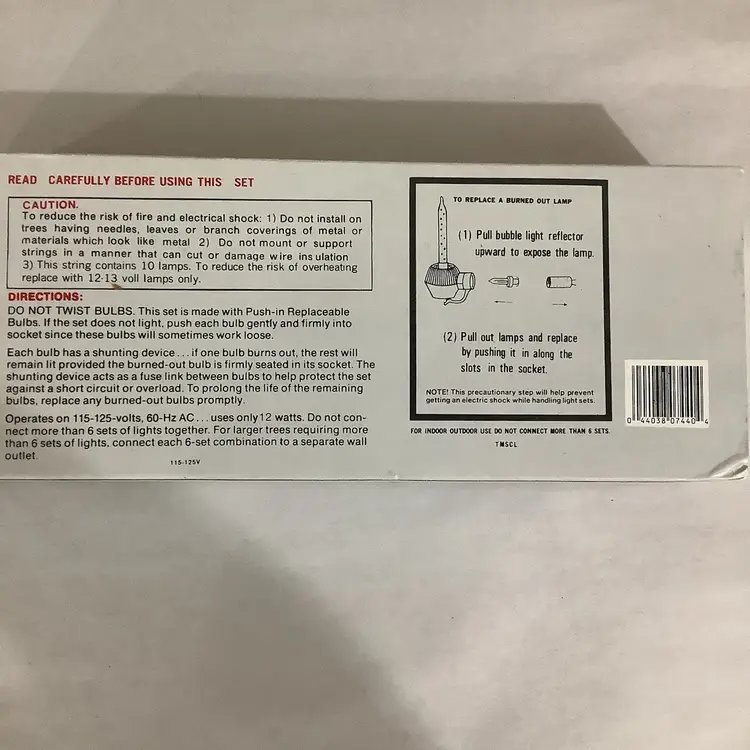 READ CAREFULLY BEFORE USING THIS SET
CAUTION.
To reduce the risk of fire and electrical shock: 1) Do not install on
trees having needles, leaves or branch coverings of metal or
materials which look like metal 2) Do not mount or support
strings in a manner that can cut or damage wire ins ulation
3) This string contains 10 lamps. To reduce the risk of overheating
replace with 12-13 voll lamps only.
DIRECTIONS:
DO NOT TWIST BULBS. This set is made with Push-in Replaceable
Bulbs. If the set does not light, push each bulb gently and firmly into
socket since these bulbs will sometimes work loose.
Each bulb has a shunting device...if one bulb burns out, the rest will
remain lit provided the burned-out bulb is firmly seated in its socket. The
shunting device acts as a fuse link between bulbs to help protect the set
against a short circuit or overload. To prolong the life of the remaining
bulbs, replace any burned-out bulbs promptly.
Operates on 115-125-volts, 60-Hz AC...uses only 12 watts. Do not con-
nect more than 6 sets of lights together. For larger trees requiring more
than 6 sets of lights, connect each 6-set combination to a separate wall
outlet.
115-125V
TO REPLACE A BURNED OUT LAMP
(1) Pull bubble light reflector
upward to expose the lamp.
(2) Pull out lamps and replace
by pushing it in along the
slots in the socket.
NOTE! This precautionary step will help prevent
getting an electric shock while handling light sets.
FOR INDOOR OUTDOOR USE DO NOT CONNECT MORE THAN 6 SETS.
TM5CL
0 44038 07440 4